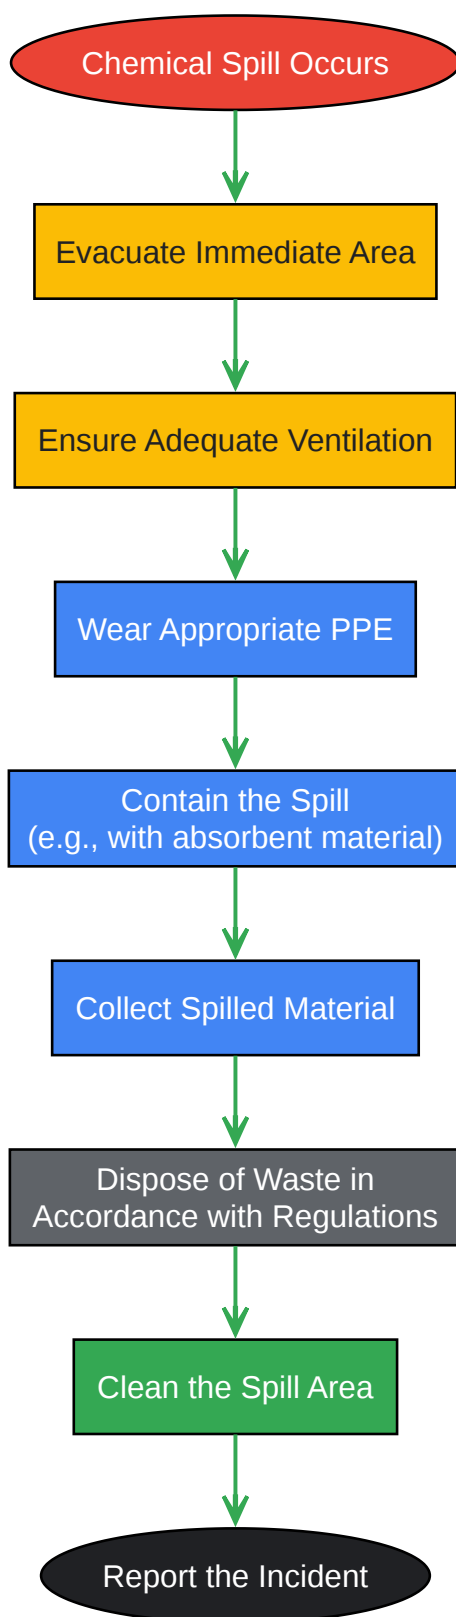 Chemical Spill Occurs
Evacuate Immediate Area
Ensure Adequate Ventilation
Wear Appropriate PPE
Contain the Spill
(e.g., with absorbent material)
Collect Spilled Material
Dispose of Waste in
Accordance with Regulations
Clean the Spill Area
Report the Incident